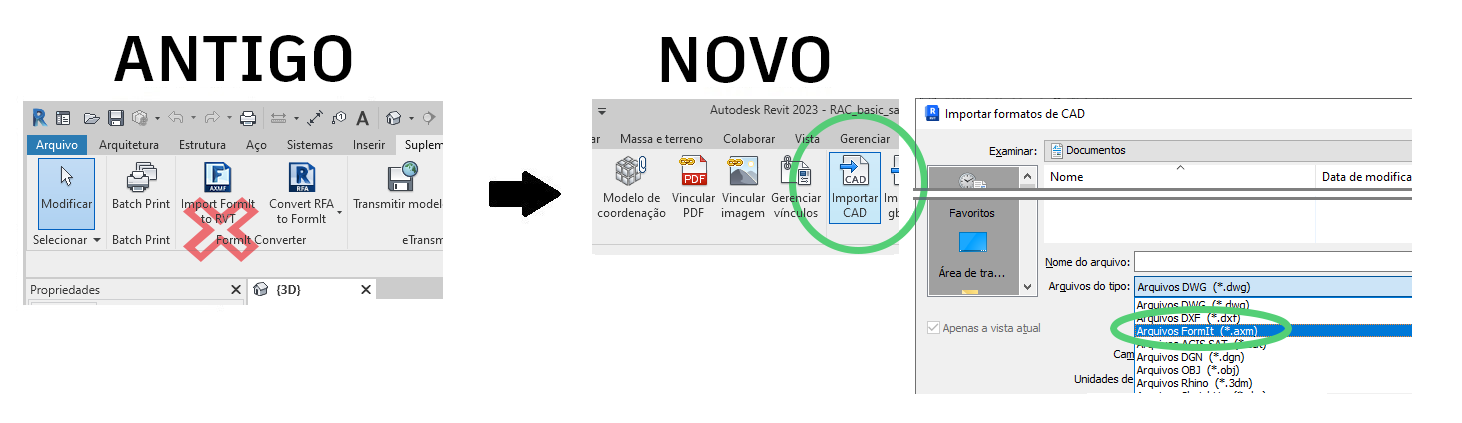 ANTIGO
NOVO
Arquivo Arquitetura Estrutura Aço Sistemas Inserir Suplem
Modificar
Batch Print
Import FormIt
to RVT
Convert RFA
to FormIt
Transmitir model
Selecionar
Batch Print
FormIt Converter
eTransm
Propriedades
{3D}
Autodesk Revit 2023 - RAC_basic_sa
ar Massa e terreno Colaborar Vista Gerenciar
Modelo de
coordenação
Vincular
PDF
Vincular
imagem
Gerenciar
vínculos
Importar
CAD
Im
gb
AXMF
RFA
PDF
CAD
Importar formatos de CAD
Examinar:
Documentos
Nome
Data de modifica
Favoritos
Área de tra...
Nome do arquivo:
Arquivos do tipo:
Arquivos DWG (*.dwg)
Arquivos DWG (*.dwg)
Arquivos DXF (*.dxf)
Arquivos FormIt (*.axm)
Arquivos ACIS SAT (*.sat)
Arquivos DGN (*.dgn)
Arquivos OBJ (*.obj)
Arquivos Rhino (*.3dm)
Apenas a vista atual
Cam
Unidades de